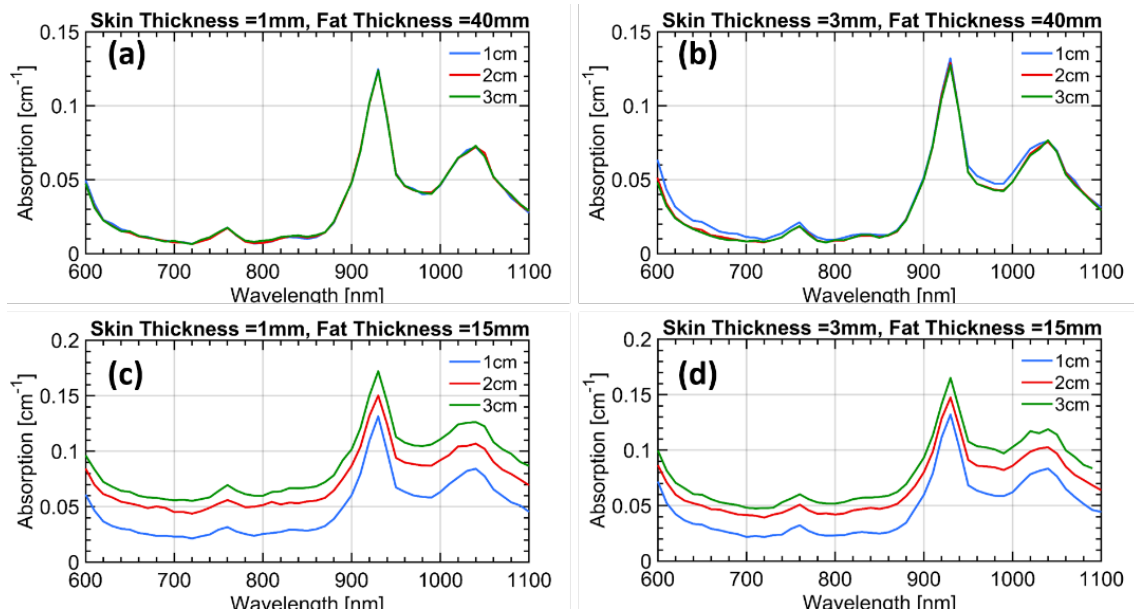 Skin Thickness =1mm, Fat Thickness =40mm
(a)
1cm
2cm
3cm
0.15
0.1
0.05
0
Absorption [cm⁻¹]
600 700 800 900 1000 1100
Wavelength [nm]
Skin Thickness =3mm, Fat Thickness =40mm
(b)
1cm
2cm
3cm
0.15
0.1
0.05
0
Absorption [cm⁻¹]
600 700 800 900 1000 1100
Wavelength [nm]
Skin Thickness =1mm, Fat Thickness =15mm
(c)
1cm
2cm
3cm
0.2
0.15
0.1
0.05
0
Absorption [cm⁻¹]
600 700 800 900 1000 1100
Wavelength [nm]
Skin Thickness =3mm, Fat Thickness =15mm
(d)
1cm
2cm
3cm
0.2
0.15
0.1
0.05
0
Absorption [cm⁻¹]
600 700 800 900 1000 1100
Wavelength [nm]